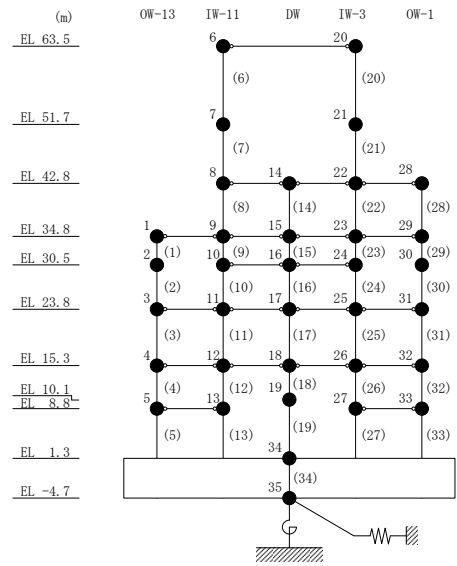 (m) OW-13 IW-11 DW IW-3 OW-1
EL 63.5 6 20
(6) (20)
EL 51.7 7 21
(7) (21)
EL 42.8 8 14 22 28
(8) (14) (22) (28)
EL 34.8 1 9 15 23 29
(1) (9) (15) (23) (29)
EL 30.5 2 10 16 24 30
(2) (10) (16) (24) (30)
EL 23.8 3 11 17 25 31
(3) (11) (17) (25) (31)
EL 15.3 4 12 18 26 32
(4) (12) (18) (26) (32)
EL 10.1 19
EL 8.8 5 13 27 33
(5) (13) (19) (27) (33)
EL 1.3 34
(34)
EL -4.7 35